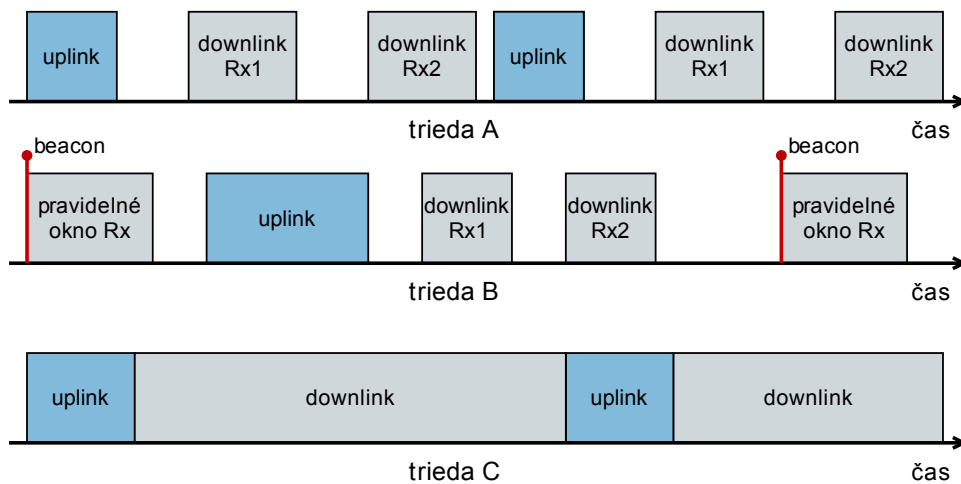 uplink
downlink
Rx1
downlink
Rx2
uplink
downlink
Rx1
downlink
Rx2
trieda A
čas
beacon
beacon
pravidelné
okno Rx
uplink
downlink
Rx1
downlink
Rx2
pravidelné
okno Rx
trieda B
čas
uplink
downlink
uplink
downlink
trieda C
čas